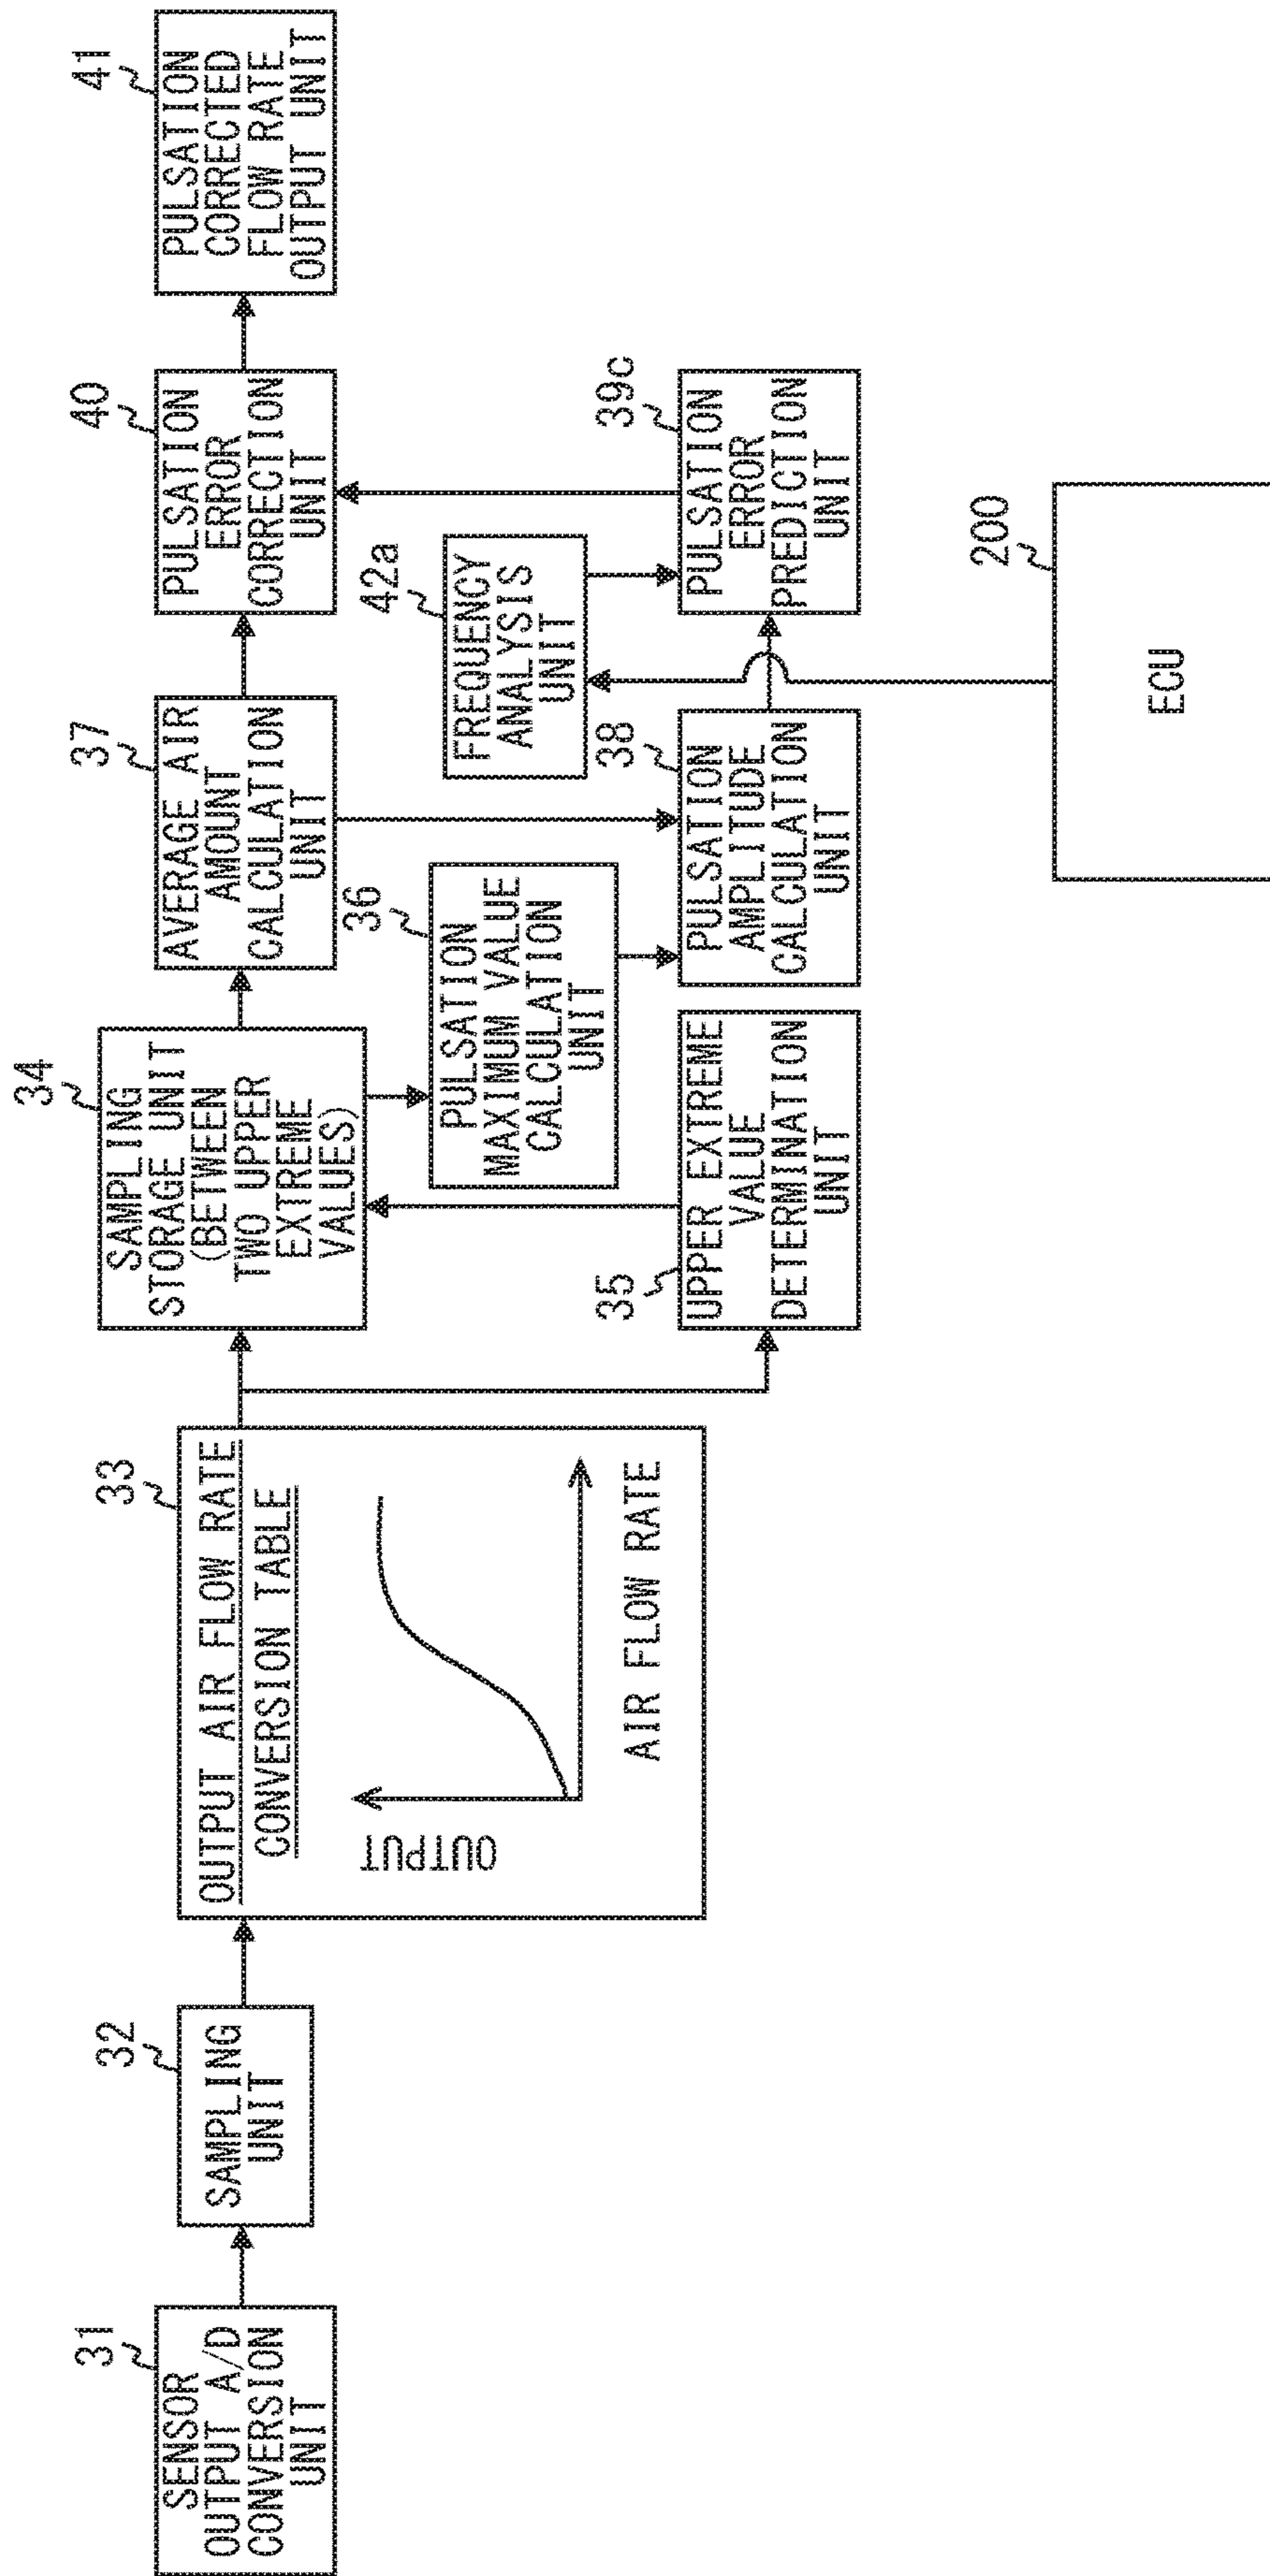 31
SENSOR
OUTPUT A/D
CONVERSION
UNIT
32
SAMPLING
UNIT
33
OUTPUT AIR FLOW RATE
CONVERSION TABLE
OUTPUT
AIR FLOW RATE
34
SAMPLING
STORAGE UNIT
(BETWEEN
TWO UPPER
EXTREME
VALUES)
35
UPPER EXTREME
VALUE
DETERMINATION
UNIT
36
PULSATION
MAXIMUM VALUE
CALCULATION
UNIT
37
AVERAGE AIR
AMOUNT
CALCULATION
UNIT
38
PULSATION
AMPLITUDE
CALCULATION
UNIT
42a
FREQUENCY
ANALYSIS
UNIT
39c
PULSATION
ERROR
PREDICTION
UNIT
40
PULSATION
ERROR
CORRECTION
UNIT
41
PULSATION
CORRECTED
FLOW RATE
OUTPUT UNIT
200
ECU